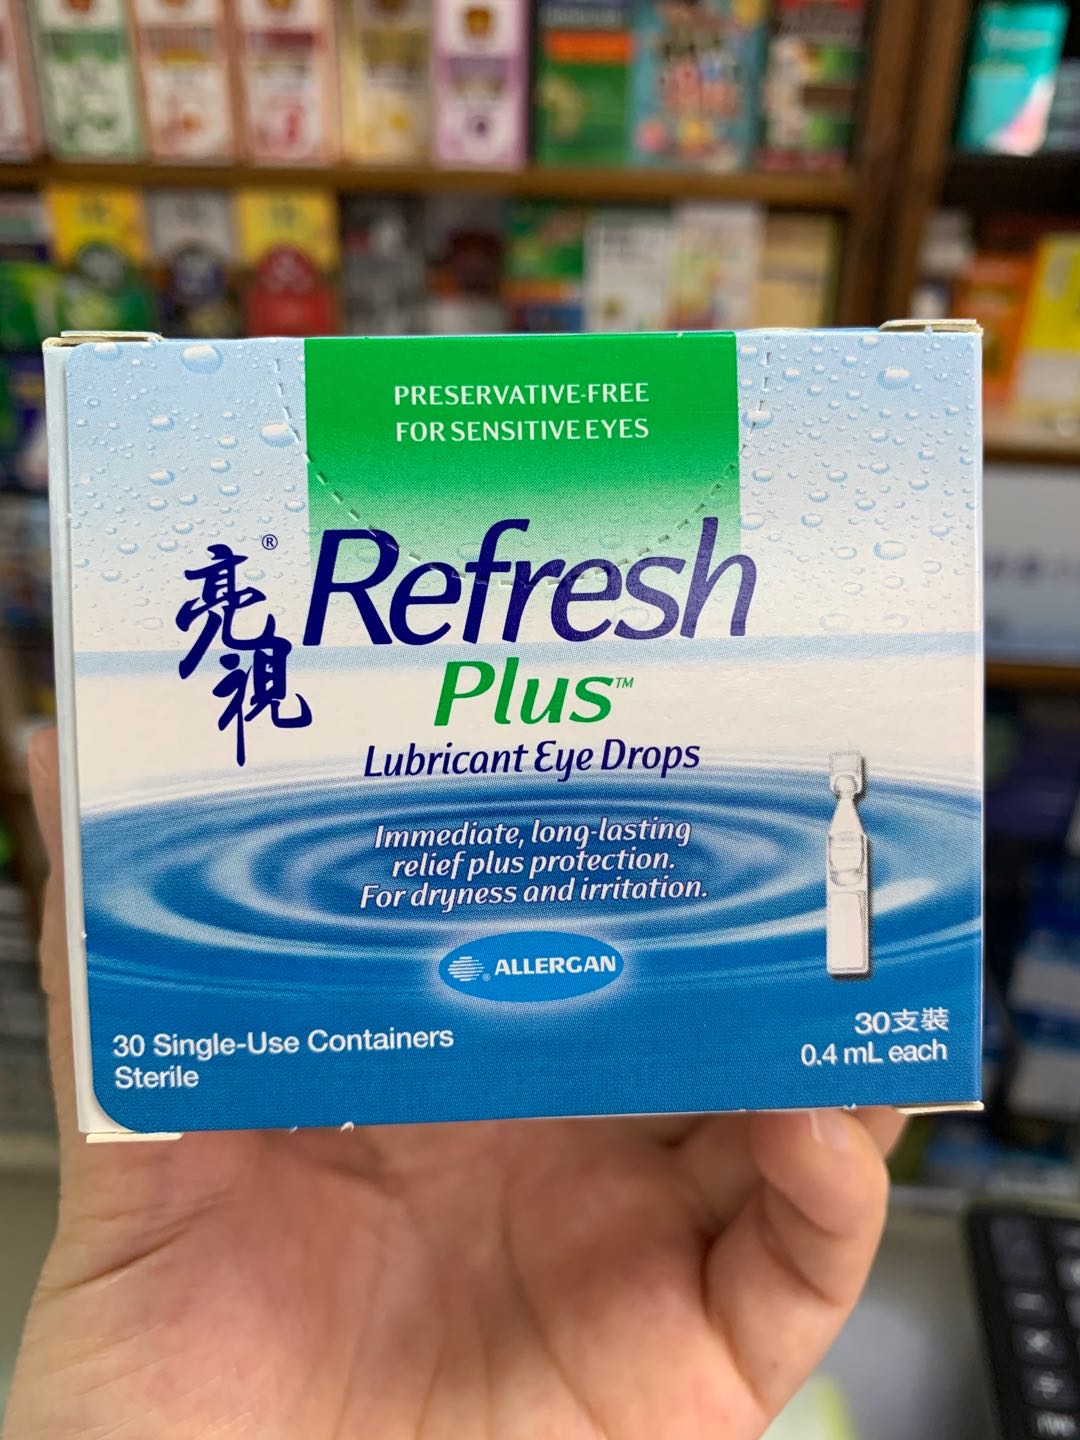 PRESERVATIVE-FREE
FOR SENSITIVE EYES
亮視®
Refresh
Plus™
Lubricant Eye Drops
Immediate, long-lasting
relief plus protection.
For dryness and irritation.
® ALLERGAN
30 Single-Use Containers
Sterile
30支裝
0.4 mL each